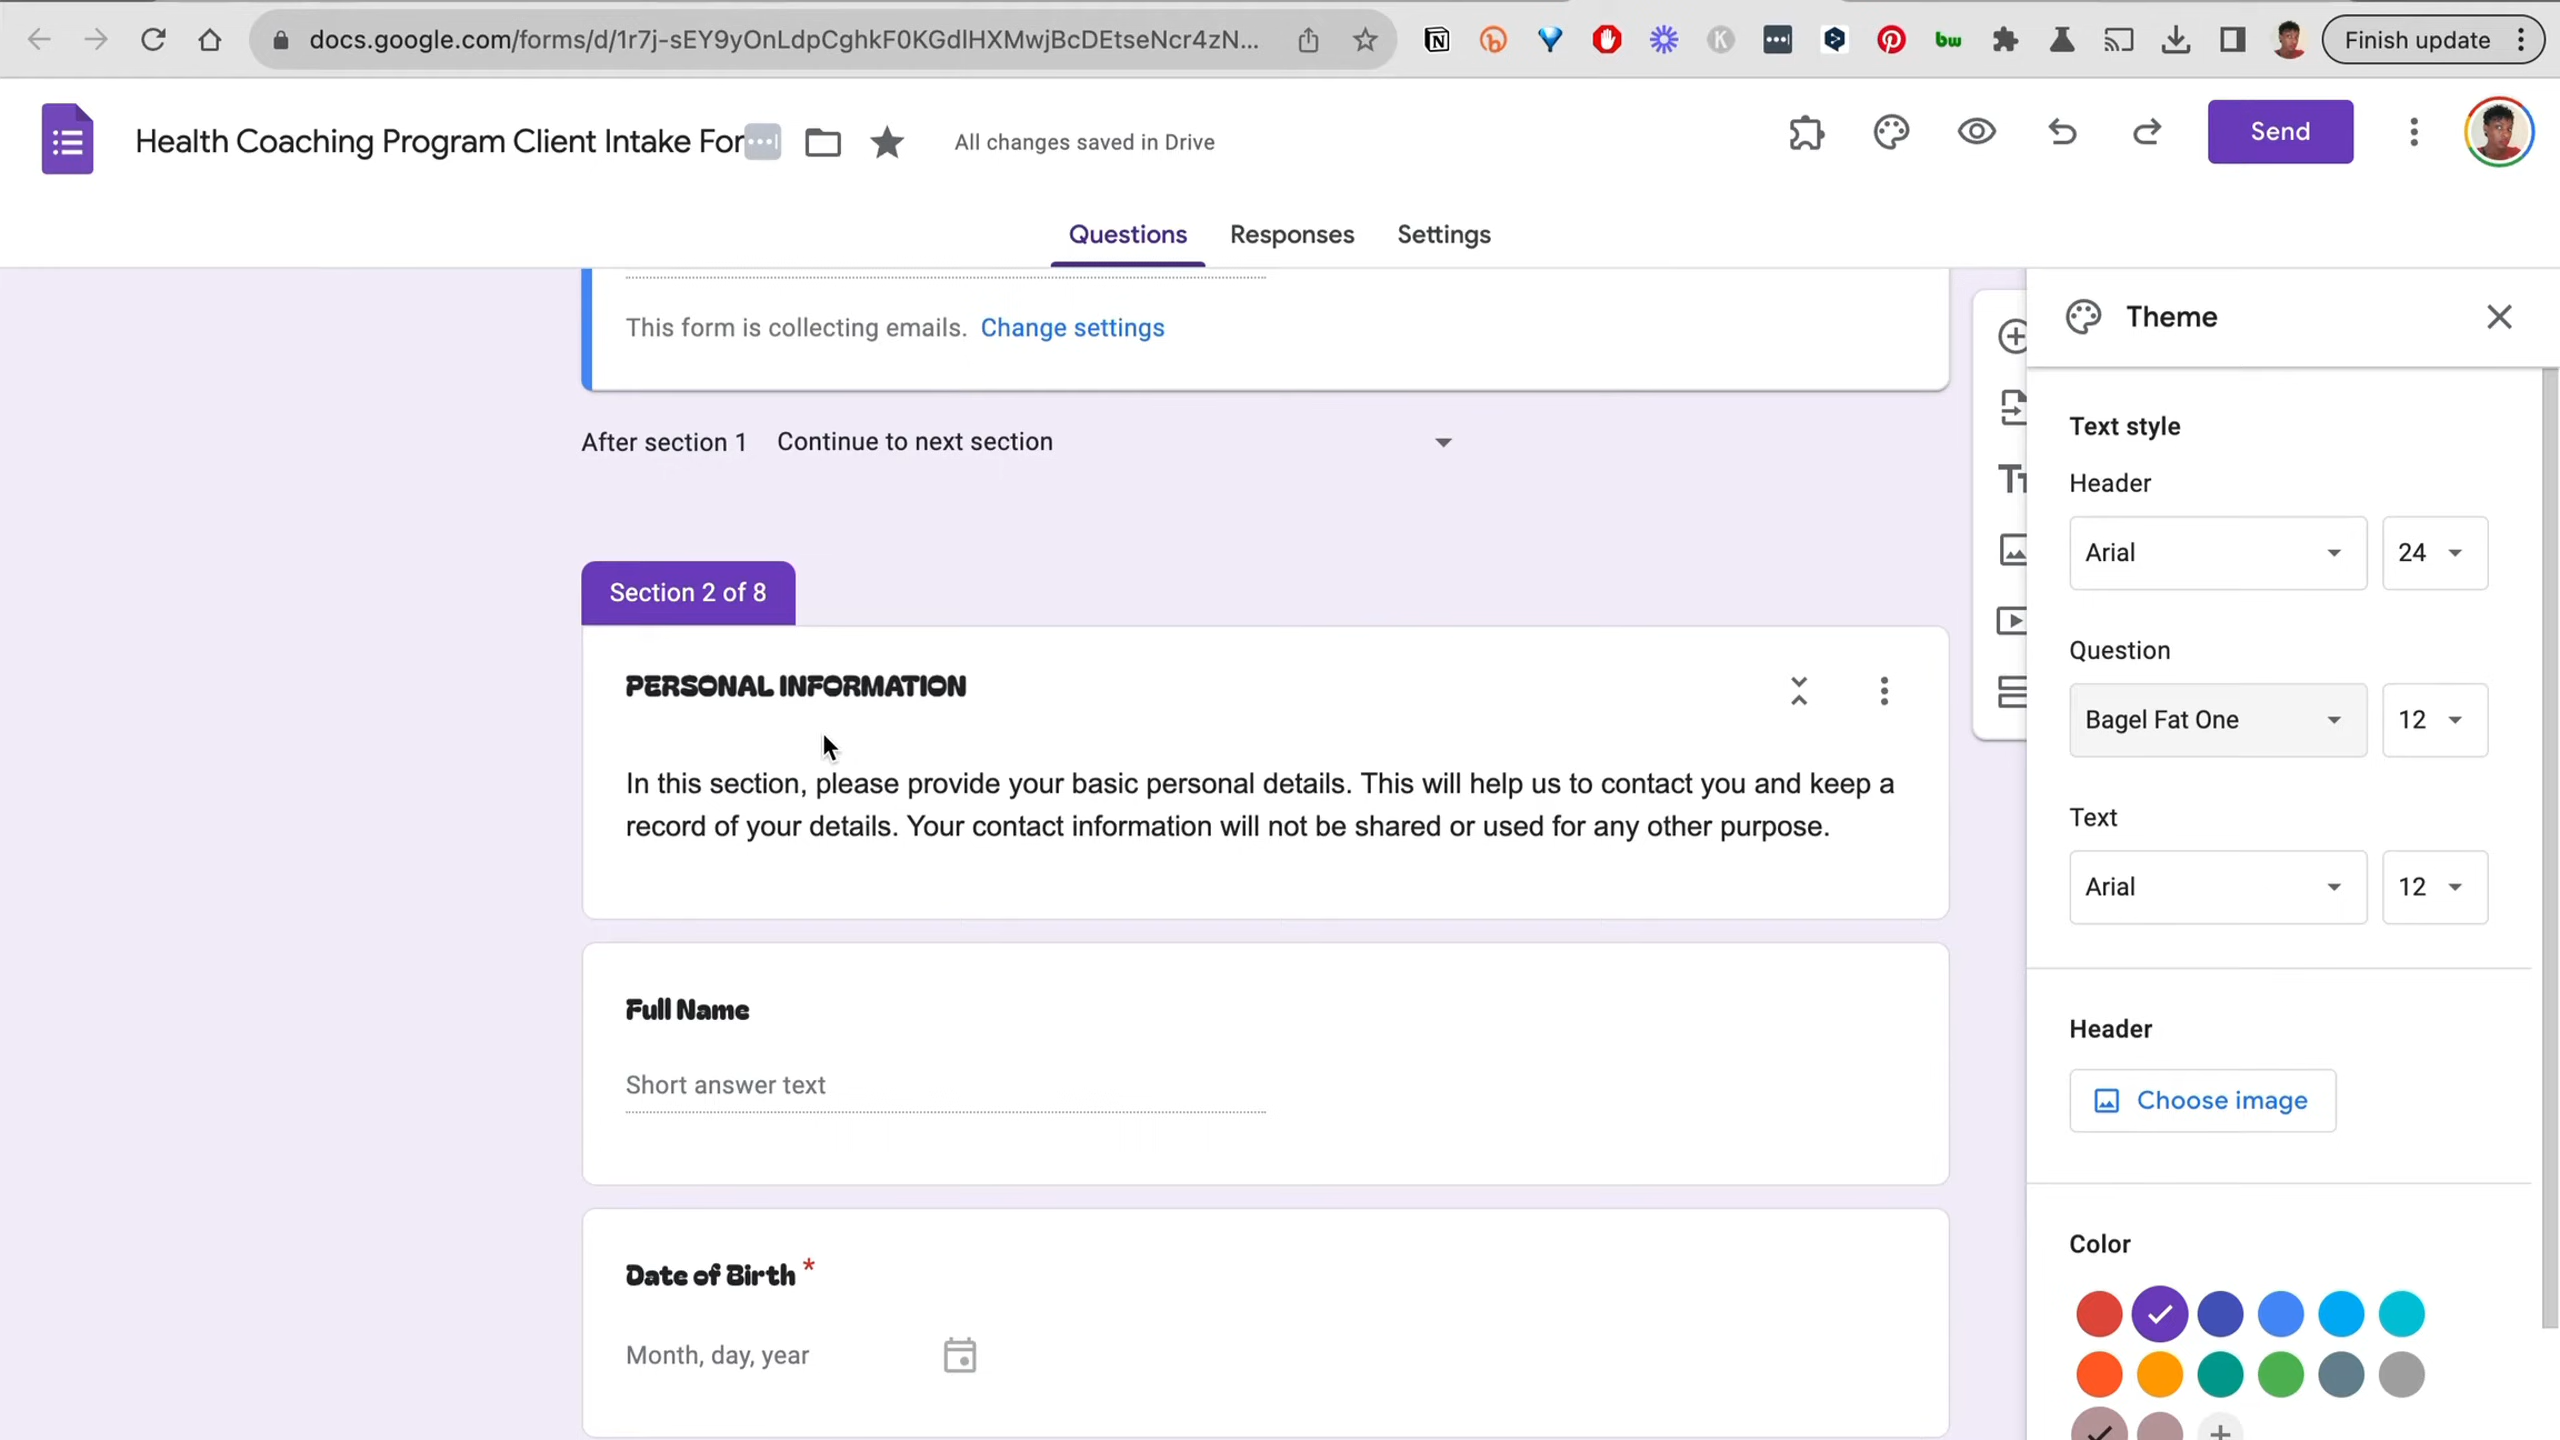 docs.google.com/forms/d/1r7j-sEY9yOnLdpCghkF0KGdlHXMwjBcDEtseNcr4zN...
bw
Finish update
Health Coaching Program Client Intake For
All changes saved in Drive
Send
Questions
Responses
Settings
This form is collecting emails. Change settings
After section 1 Continue to next section
Section 2 of 8
PERSONAL INFORMATION
In this section, please provide your basic personal details. This will help us to contact you and keep a
record of your details. Your contact information will not be shared or used for any other purpose.
Full Name
Short answer text
Date of Birth *
Month, day, year
Theme
Text style
Header
Arial
24
Question
Bagel Fat One
12
Text
Arial
12
Header
Choose image
Color